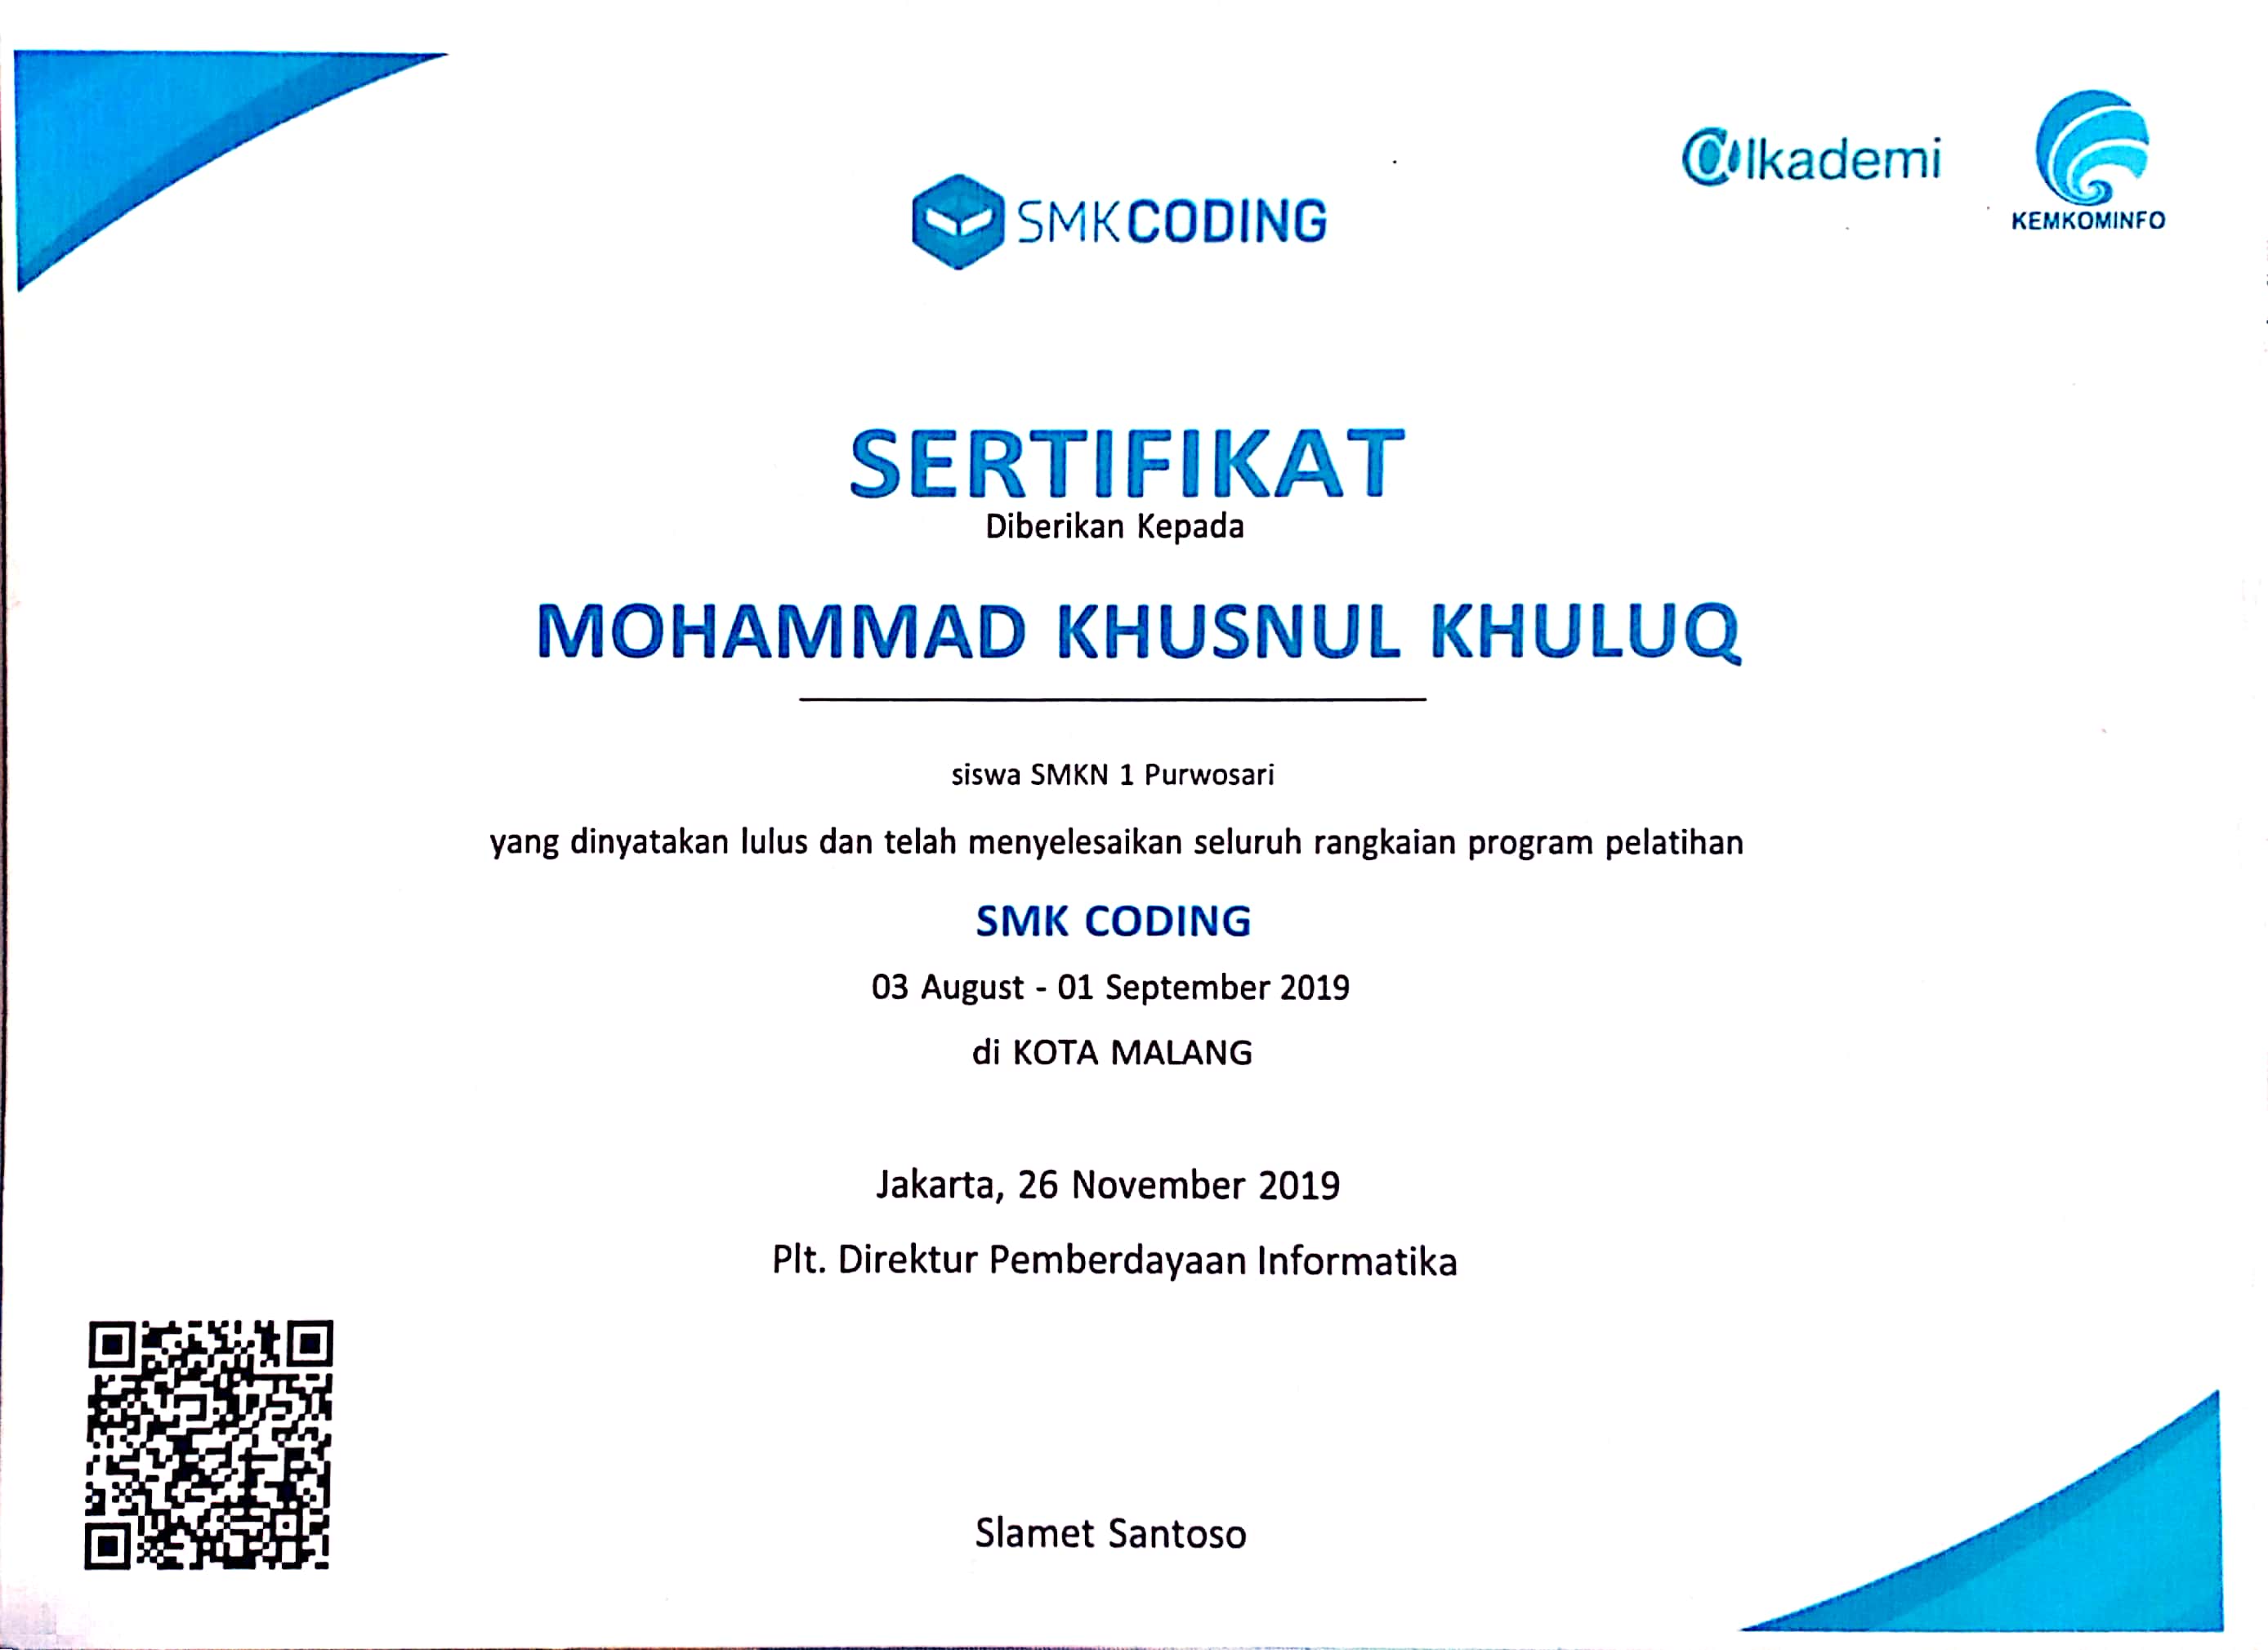 SMKCODING
@Ikademi
KEMKOMINFO
SERTIFIKAT
Diberikan Kepada
MOHAMMAD KHUSNUL KHULUQ
siswa SMKN 1 Purwosari
yang dinyatakan lulus dan telah menyelesaikan seluruh rangkaian program pelatihan
SMK CODING
03 August - 01 September 2019
di KOTA MALANG
Jakarta, 26 November 2019
Plt. Direktur Pemberdayaan Informatika
Slamet Santoso